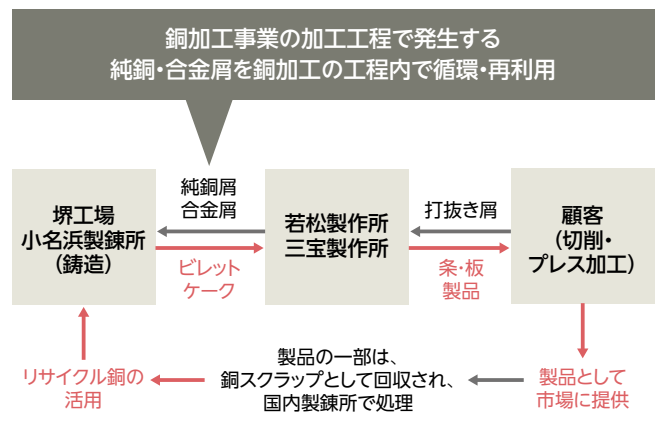 銅加工事業の加工工程で発生する
純銅・合金屑を銅加工の工程内で循環・再利用
堺工場
小名浜製錬所
（鋳造）
純銅屑
合金屑
ビレット
ケーク
若松製作所
三宝製作所
打抜き屑
条・板
製品
顧客
（切削・
プレス加工）
リサイクル銅の
活用
製品の一部は、
銅スクラップとして回収され、
国内製錬所で処理
製品として
市場に提供